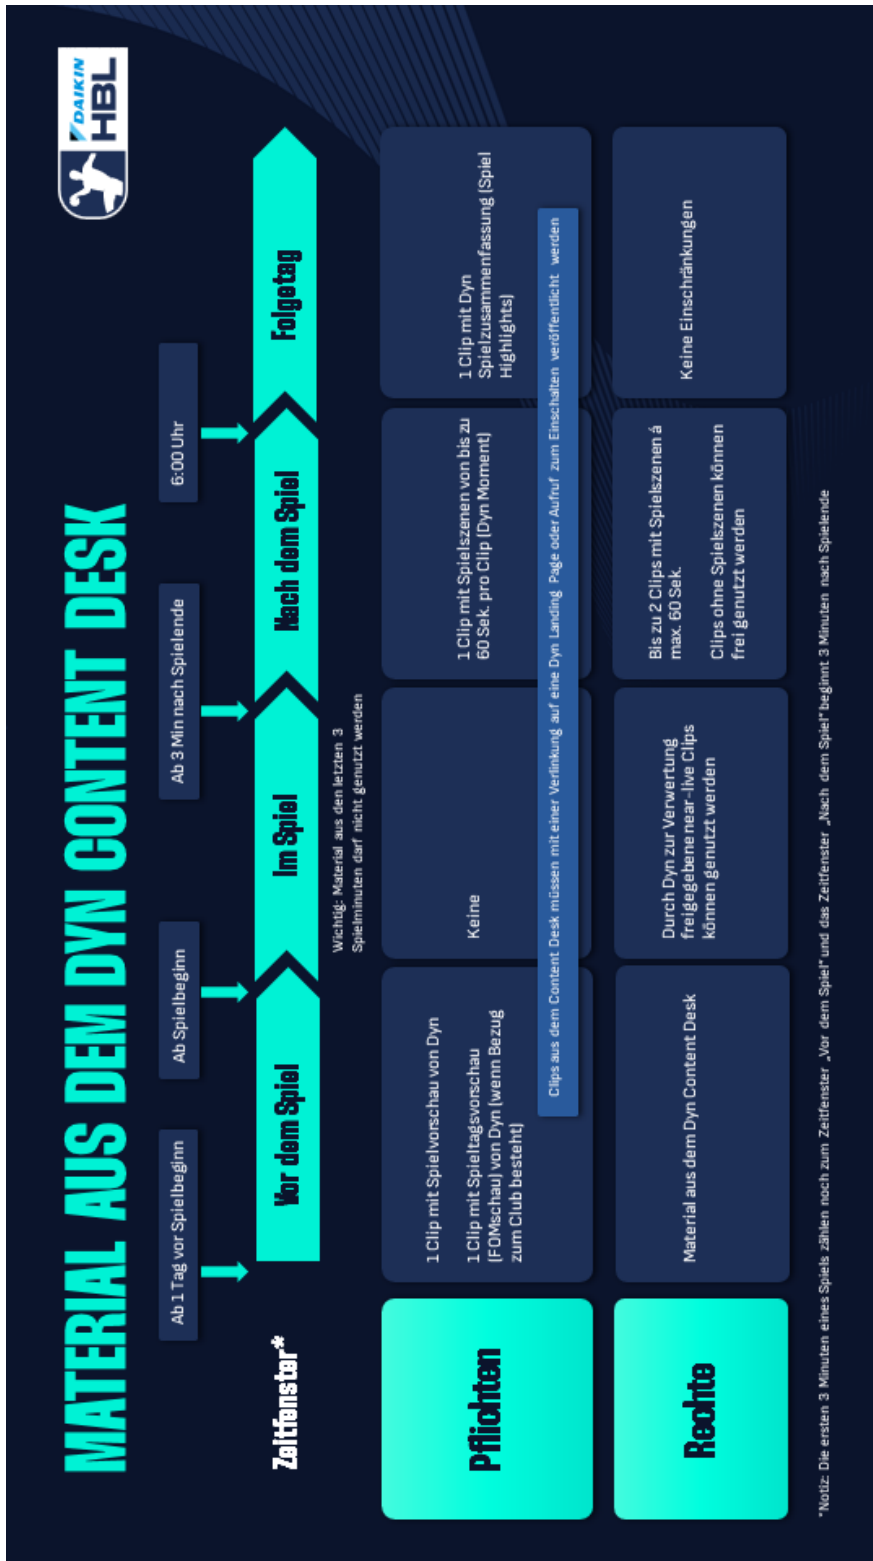 MATERIAL AUS DEM DYN CONTENT DESK
DAIKIN
HBL
Ab 1 Tag vor Spielbeginn
Ab Spielbeginn
Ab 3 Min nach Spielende
6:00 Uhr
Zeitfenster*
Vor dem Spiel
Im Spiel
Nach dem Spiel
Folgetag
Wichtig: Material aus den letzten 3
Spielminuten darf nicht genutzt werden
Pflichten
1 Clip mit Spielvorschau von Dyn
1 Clip mit Spieltagsvorschau
(FOMschau) von Dyn (wenn Bezug
zum Club besteht)
Keine
1 Clip mit Spielszenen von bis zu
60 Sek. pro Clip (Dyn Moment)
1 Clip mit Dyn
Spielzusammenfassung (Spiel
Highlights)
Clips aus dem Content Desk müssen mit einer Verlinkung auf eine Dyn Landing Page oder Aufruf zum Einschalten veröffentlicht werden
Rechte
Material aus dem Dyn Content Desk
Durch Dyn zur Verwertung
freigegebene near-live Clips
können genutzt werden
Bis zu 2 Clips mit Spielszenen á
max. 60 Sek.
Clips ohne Spielszenen können
frei genutzt werden
Keine Einschränkungen
*Notiz: Die ersten 3 Minuten eines Spiels zählen noch zum Zeitfenster „Vor dem Spiel" und das Zeitfenster „Nach dem Spiel" beginnt 3 Minuten nach Spielende